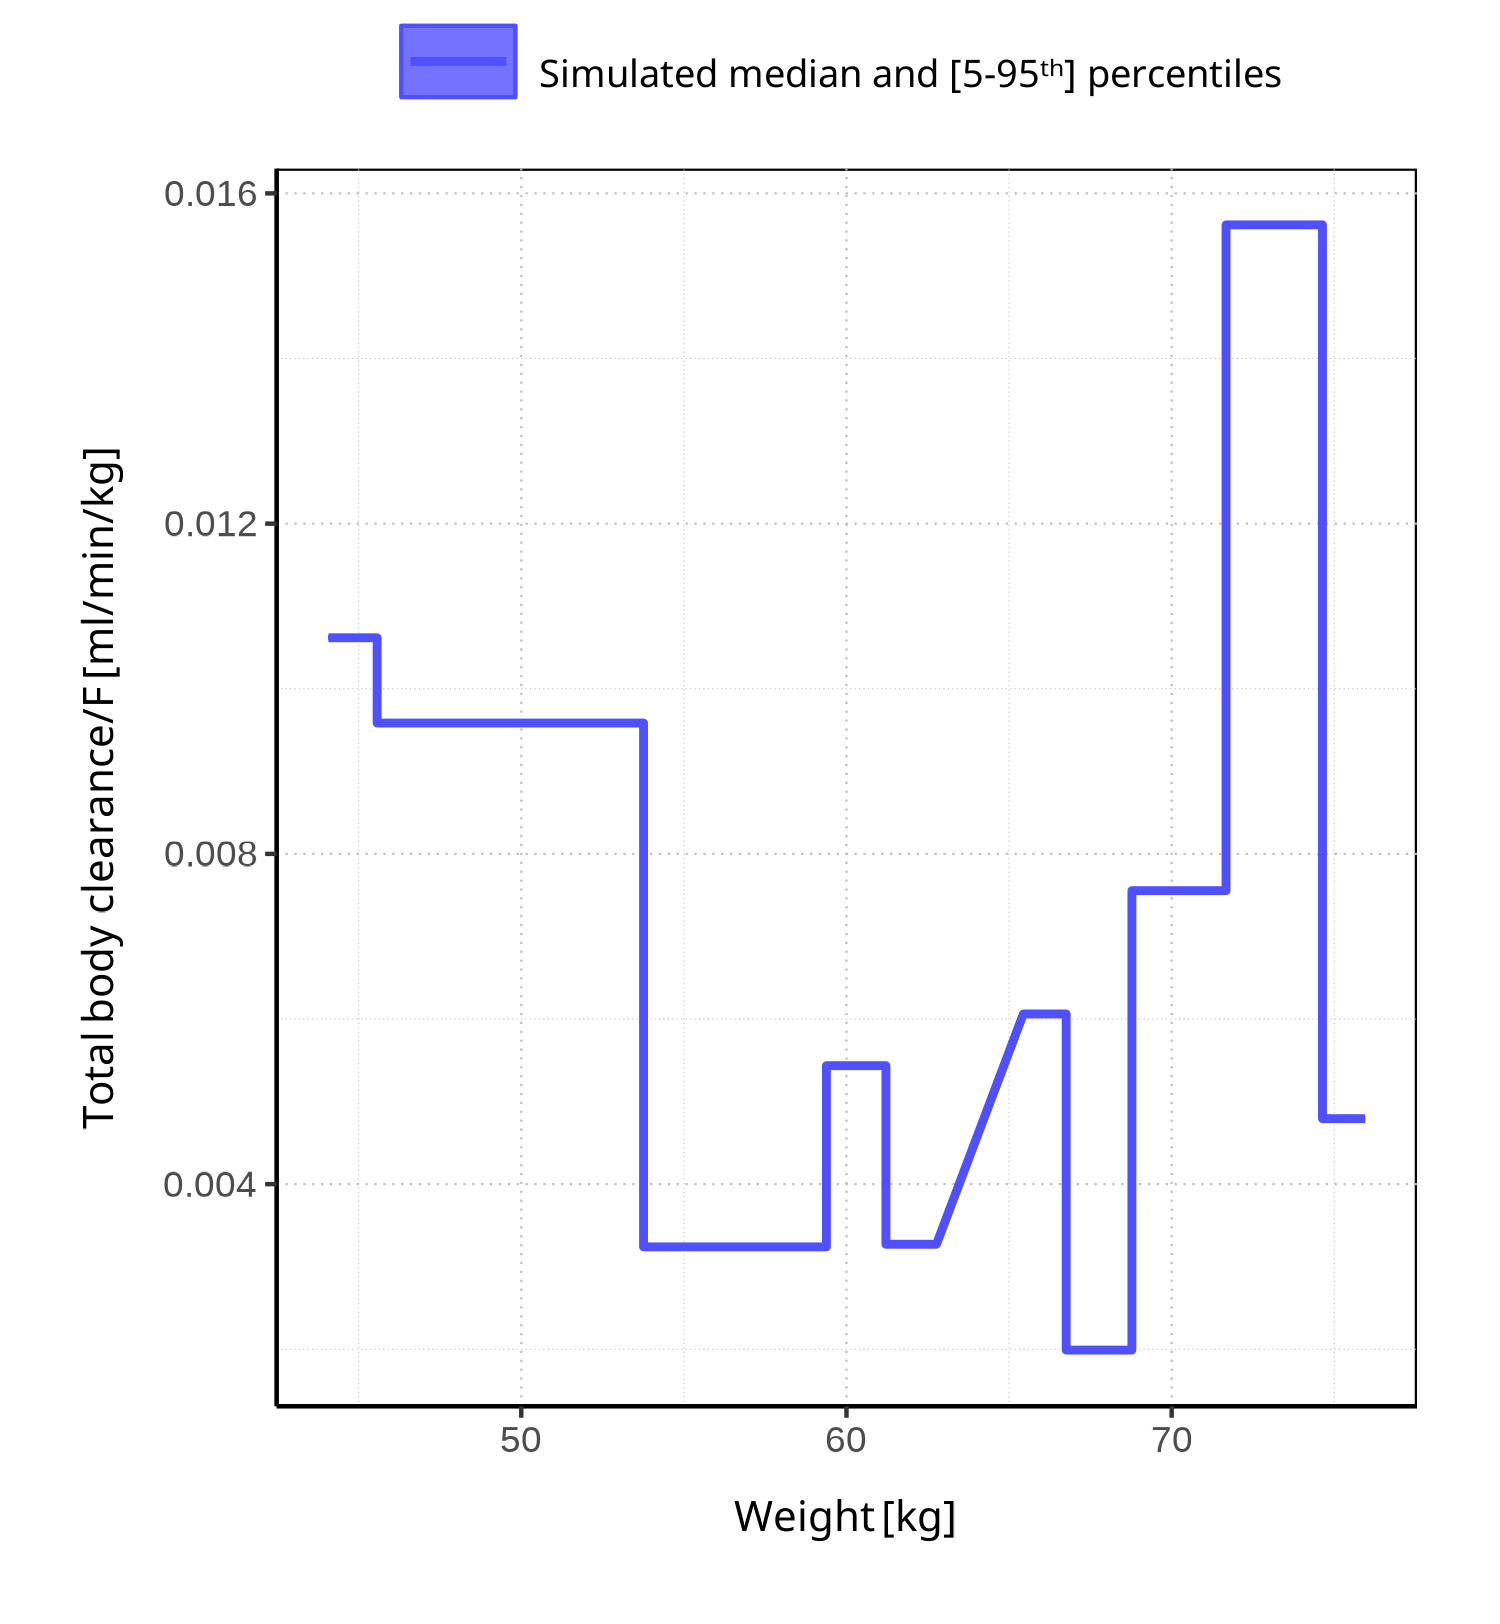 Simulated median and [5-95ᵗʰ] percentiles
0.016
0.012
0.008
0.004
Total body clearance/F [ml/min/kg]
50 60 70
Weight [kg]